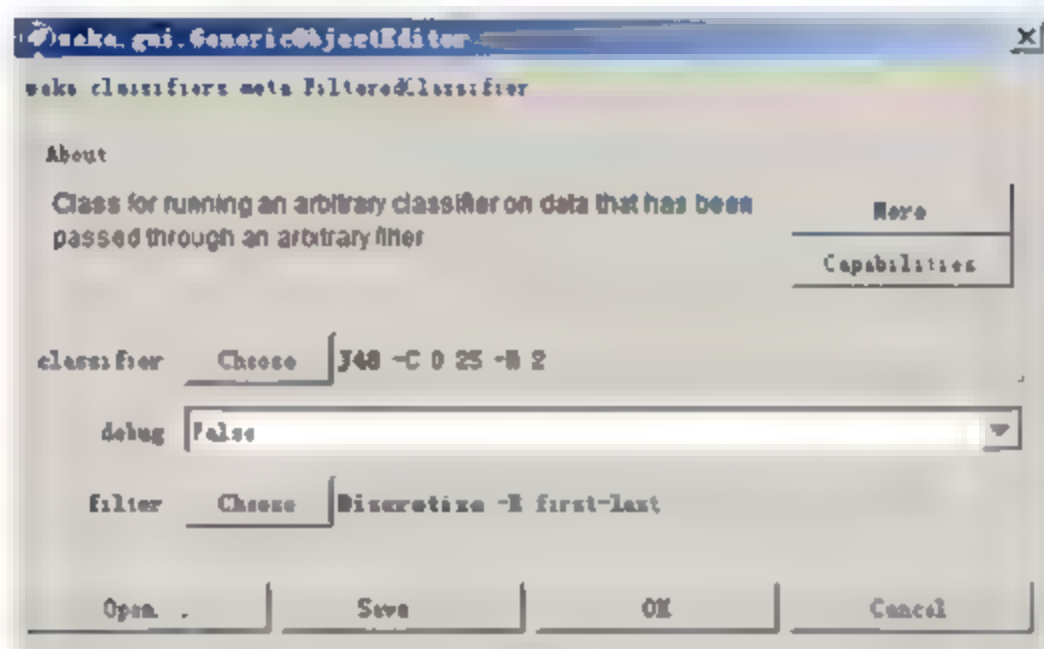 weka.gui.GenericObjectEditor
weka classifiers meta FilteredClassifier
About
Class for running an arbitrary classifier on data that has been
passed through an arbitrary filter
More
Capabilities
classifier Choose J48 -C 0 25 -M 2
debug False
filter Choose Discretize -R first-last
Open . Save OK Cancel